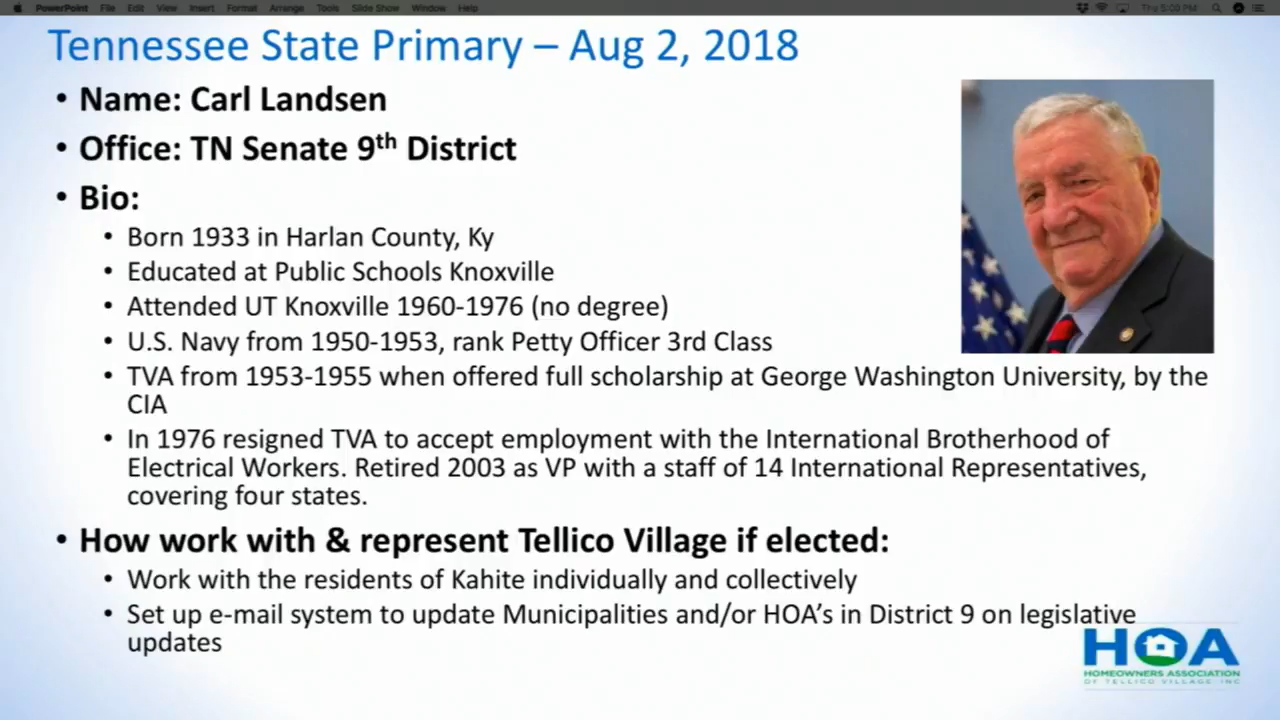 PowerPoint File Edit View Insert Format Arrange Tools Slide Show Window Help Thu 5:00 PM
Tennessee State Primary – Aug 2, 2018
• Name: Carl Landsen
• Office: TN Senate 9th District
• Bio:
• Born 1933 in Harlan County, Ky
• Educated at Public Schools Knoxville
• Attended UT Knoxville 1960-1976 (no degree)
• U.S. Navy from 1950-1953, rank Petty Officer 3rd Class
• TVA from 1953-1955 when offered full scholarship at George Washington University, by the
CIA
• In 1976 resigned TVA to accept employment with the International Brotherhood of
Electrical Workers. Retired 2003 as VP with a staff of 14 International Representatives,
covering four states.
• How work with & represent Tellico Village if elected:
• Work with the residents of Kahite individually and collectively
• Set up e-mail system to update Municipalities and/or HOA's in District 9 on legislative
updates
HOA
HOMEOWNERS ASSOCIATION
OF TELLICO VILLAGE INC